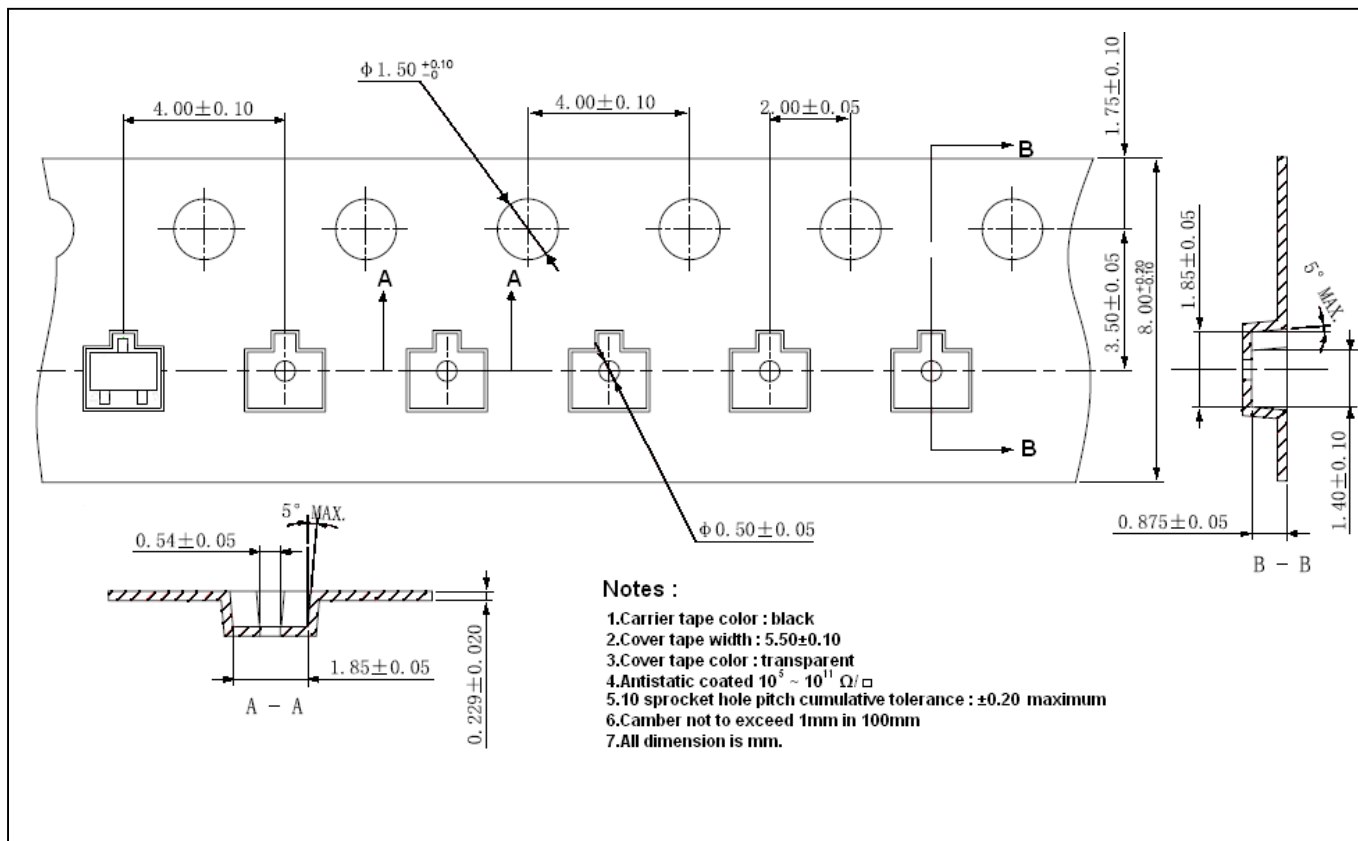 ϕ1.50 +0.10 -0
4.00±0.10
4.00±0.10
2.00±0.05
1.75±0.10
B
A
A
3.50±0.05
8.00 +0.20 -0.10
1.85±0.05
5° MAX.
B
1.40±0.10
0.875±0.05
B - B
ϕ0.50±0.05
5° MAX.
0.54±0.05
1.85±0.05
0.229±0.020
A - A
Notes :
1.Carrier tape color : black
2.Cover tape width : 5.50±0.10
3.Cover tape color : transparent
4.Antistatic coated 10⁵ ~ 10¹¹ Ω/□
5.10 sprocket hole pitch cumulative tolerance : ±0.20 maximum
6.Camber not to exceed 1mm in 100mm
7.All dimension is mm.